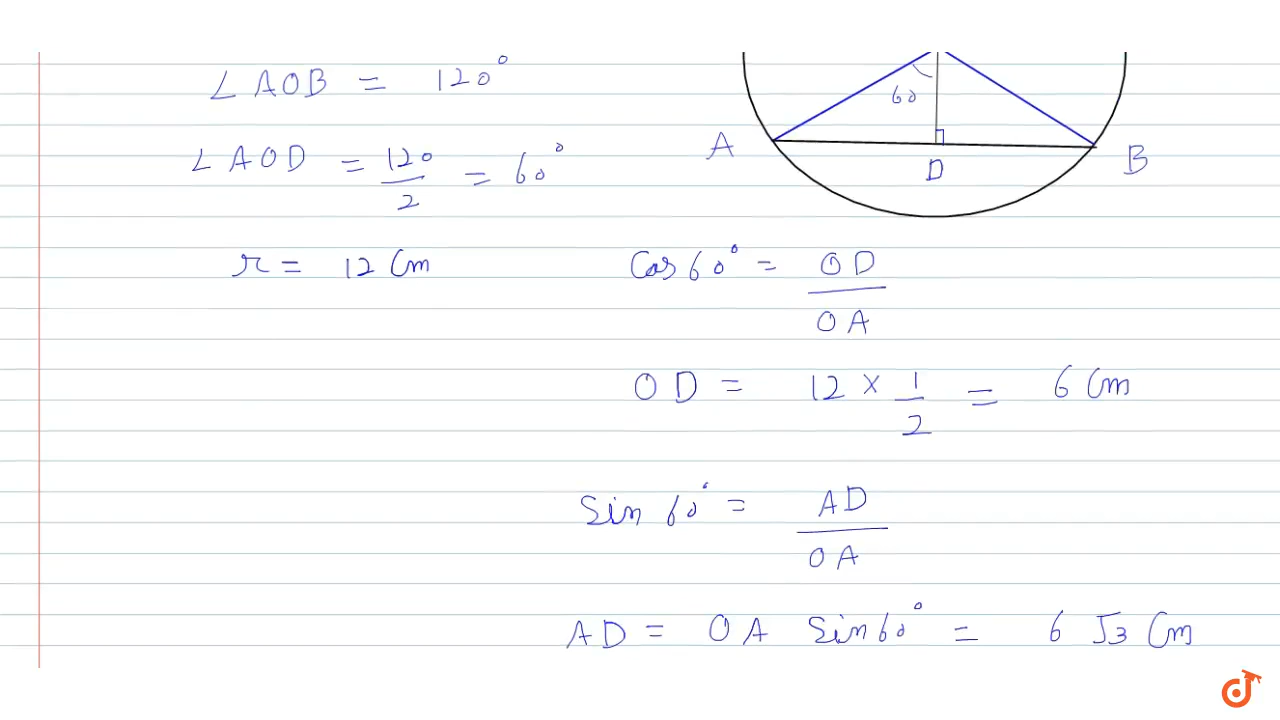 ∠AOB = 120°
60
∠AOD = 120/2 = 60°
A
D
B
r = 12 Cm
Cos 60° = OD/OA
OD = 12 × 1/2 = 6 Cm
Sin 60° = AD/OA
AD = OA Sin 60° = 6 √3 Cm